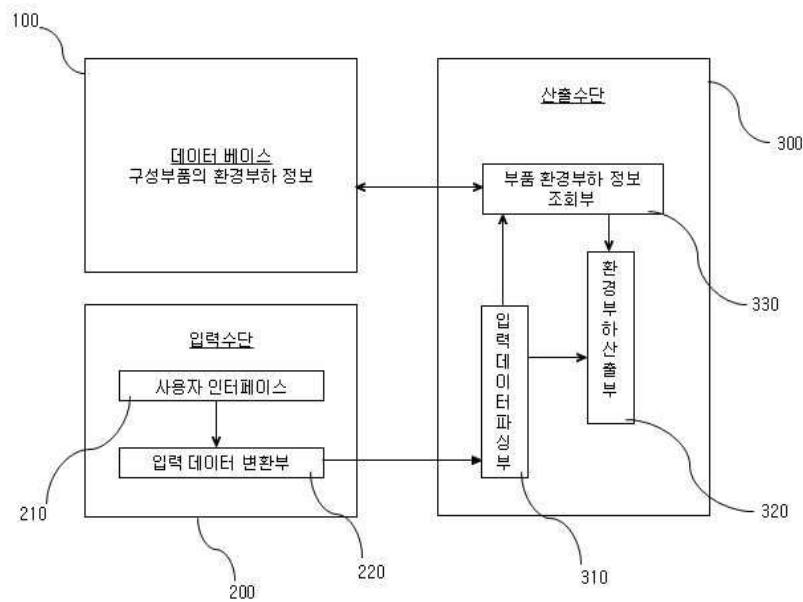 100
데이터 베이스
구성부품의 환경부하 정보
산출수단
300
부품 환경부하 정보
조회부
330
환경부하산출부
320
입력데이터파싱부
310
입력수단
사용자 인터페이스
210
입력 데이터 변환부
220
200